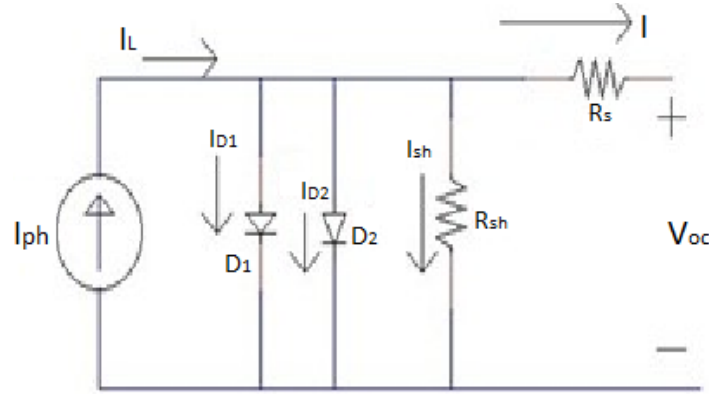 I
IL
Rs
+
ID1
Ish
ID2
Iph
Rsh
D1
D2
Voc
−